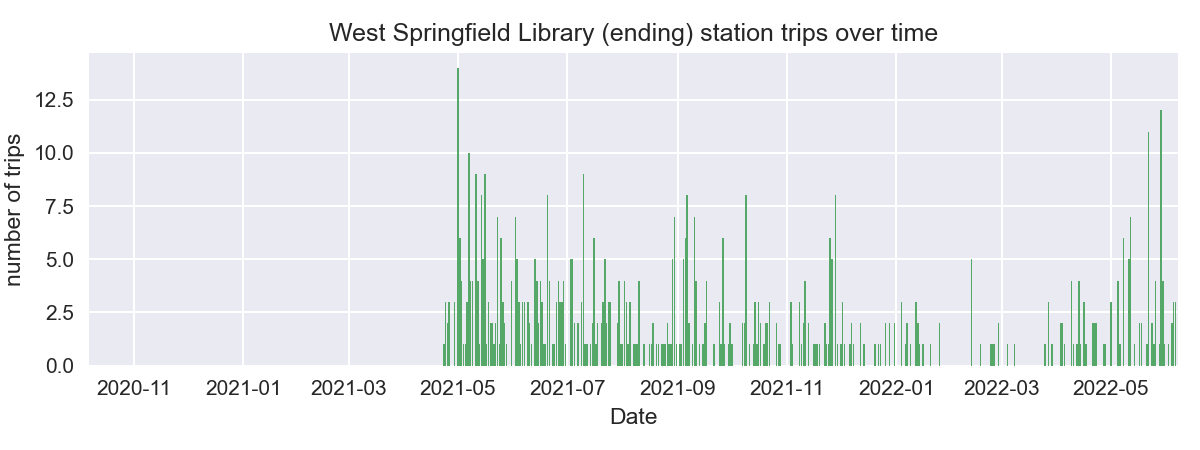 West Springfield Library (ending) station trips over time
12.5
10.0
7.5
5.0
2.5
0.0
number of trips
2020-11 2021-01 2021-03 2021-05 2021-07 2021-09 2021-11 2022-01 2022-03 2022-05
Date